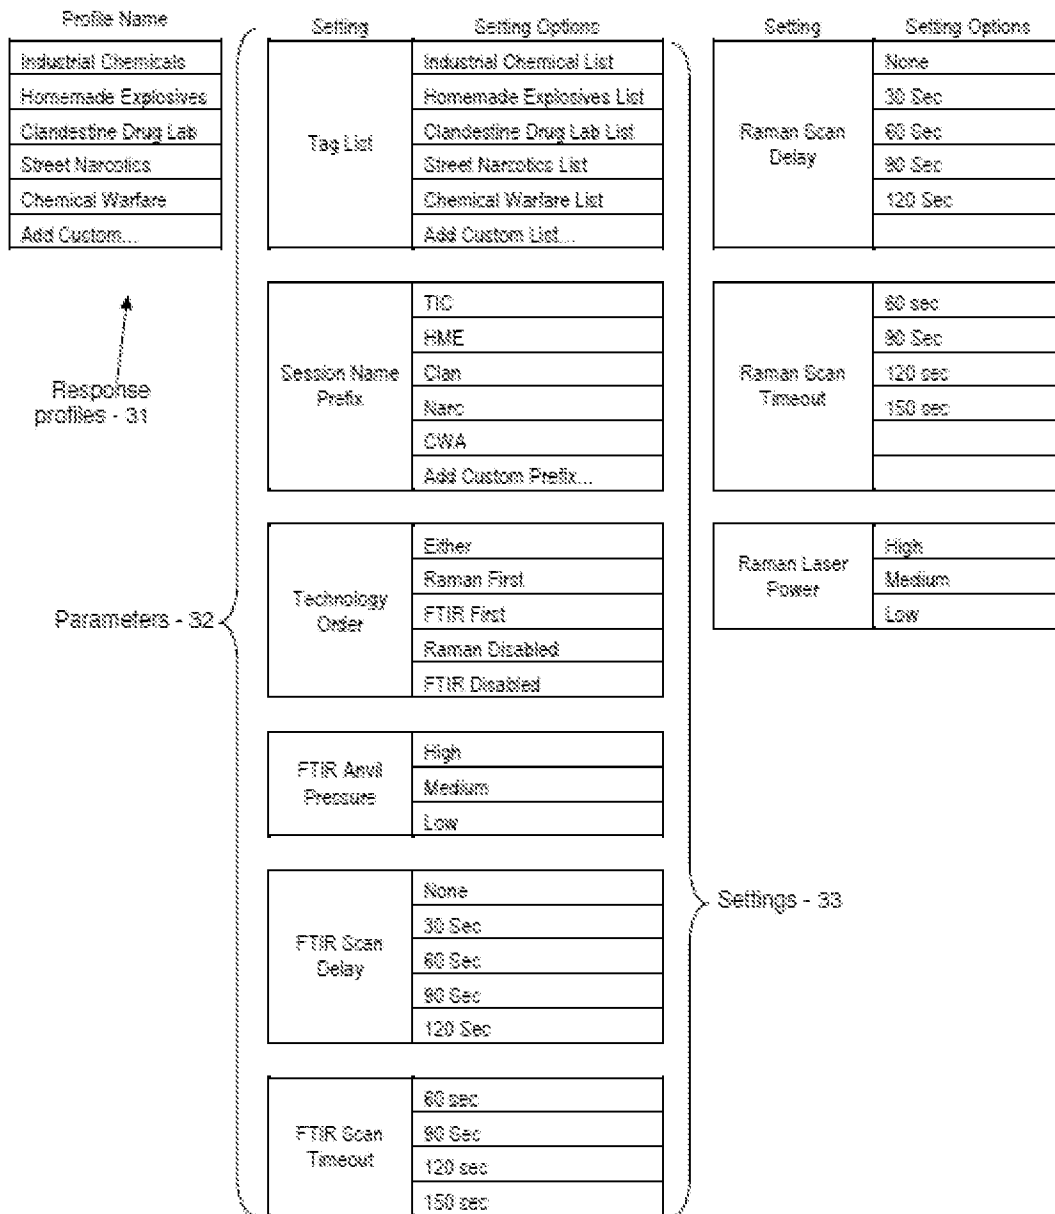 Profile Name
Industrial Chemicals
Homemade Explosives
Clandestine Drug Lab
Street Narcotics
Chemical Warfare
Add Custom...
Response
profiles - 31
Parameters - 32
Setting Setting Options
Tag List
Industrial Chemical List
Homemade Explosives List
Clandestine Drug Lab List
Street Narcotics List
Chemical Warfare List
Add Custom List...
Session Name
Prefix
TIC
HME
Clan
Narc
CWA
Add Custom Prefix...
Technology
Order
Either
Raman First
FTIR First
Raman Disabled
FTIR Disabled
FTIR Anvil
Pressure
High
Medium
Low
FTIR Scan
Delay
None
30 Sec
60 Sec
90 Sec
120 Sec
FTIR Scan
Timeout
60 sec
90 Sec
120 sec
150 sec
Settings - 33
Setting Setting Options
Raman Scan
Delay
None
30 Sec
60 Sec
90 Sec
120 Sec
Raman Scan
Timeout
60 sec
90 Sec
120 sec
150 sec
Raman Laser
Power
High
Medium
Low